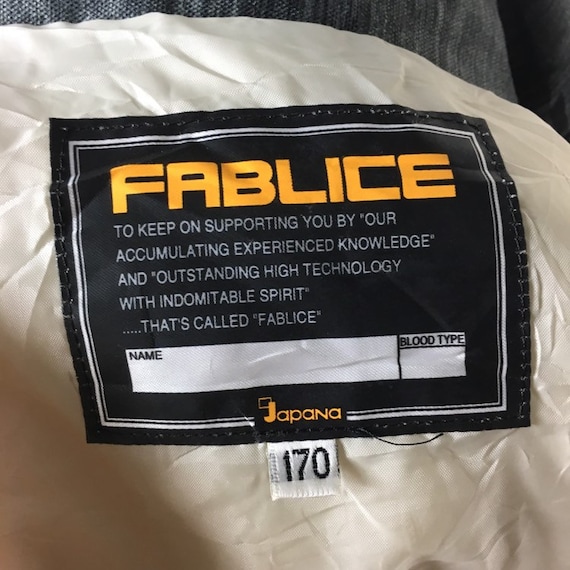 FABLICE
TO KEEP ON SUPPORTING YOU BY "OUR
ACCUMULATING EXPERIENCED KNOWLEDGE"
AND "OUTSTANDING HIGH TECHNOLOGY
WITH INDOMITABLE SPIRIT"
.....THAT'S CALLED "FABLICE"
NAME BLOOD TYPE
Japana
170